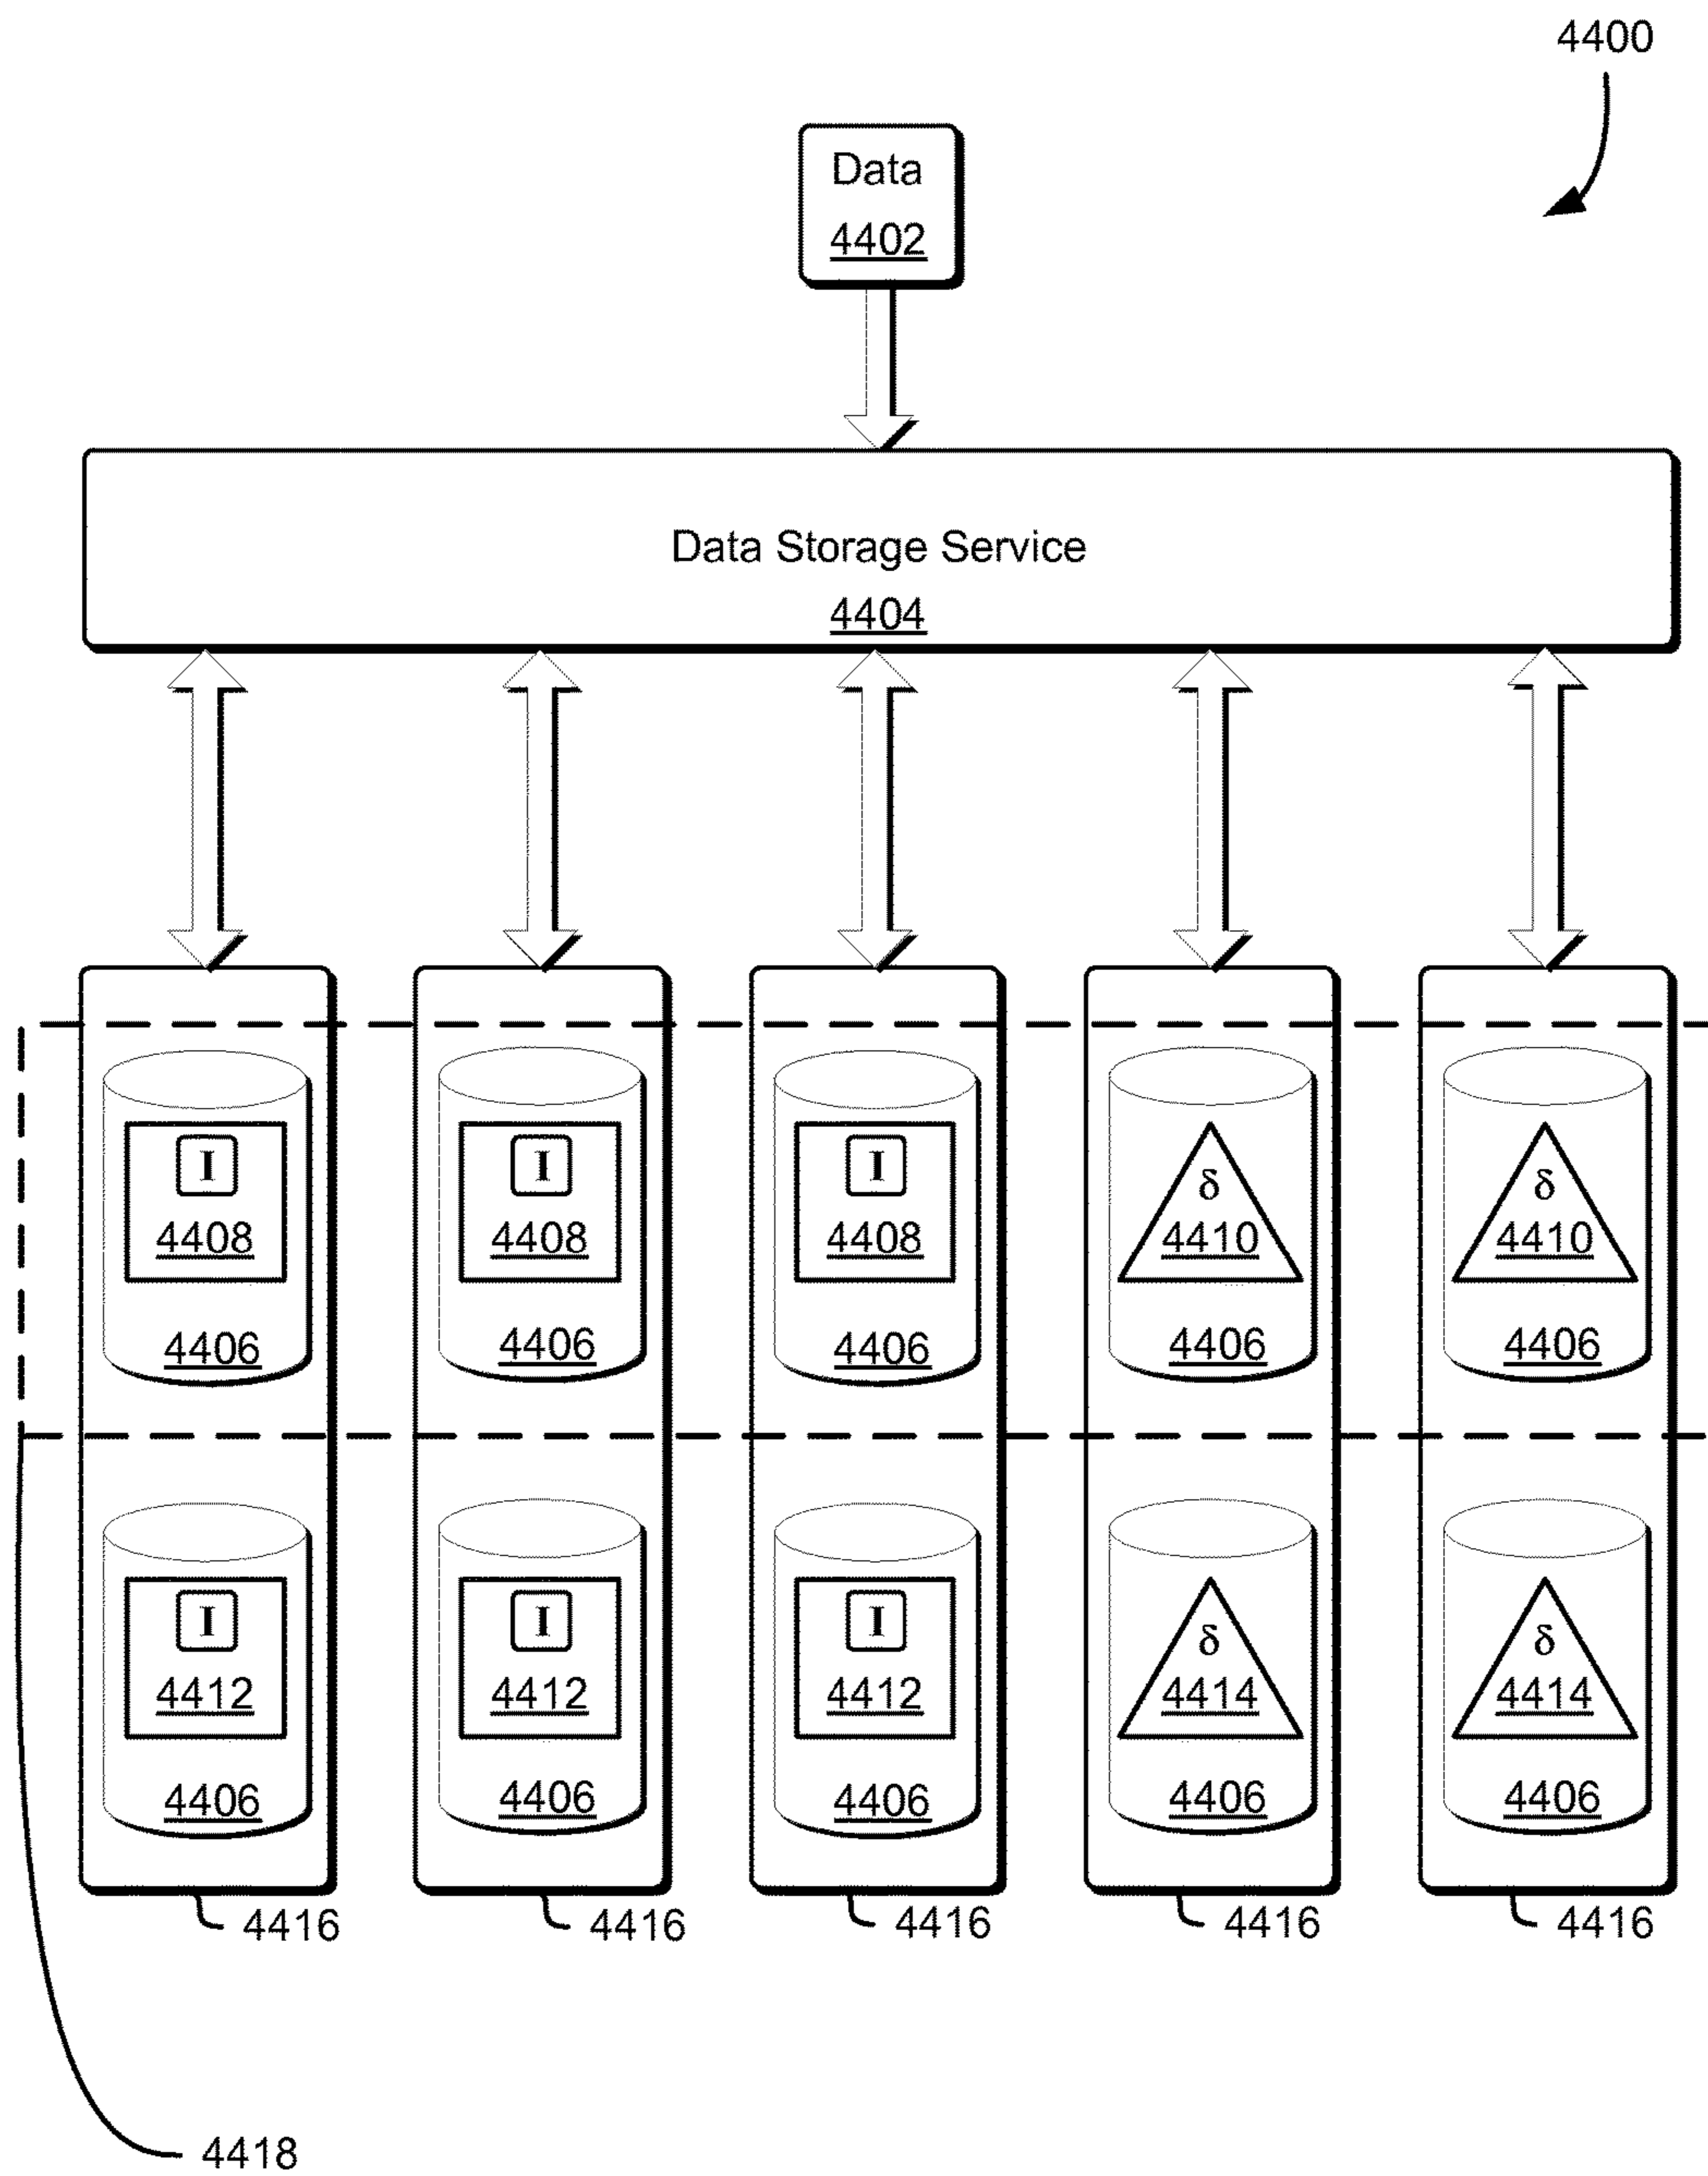 4400
Data
4402
Data Storage Service
4404
I I I δ δ
4408 4408 4408 4410 4410
4406 4406 4406 4406 4406
I I I δ δ
4412 4412 4412 4414 4414
4406 4406 4406 4406 4406
4416 4416 4416 4416 4416
4418